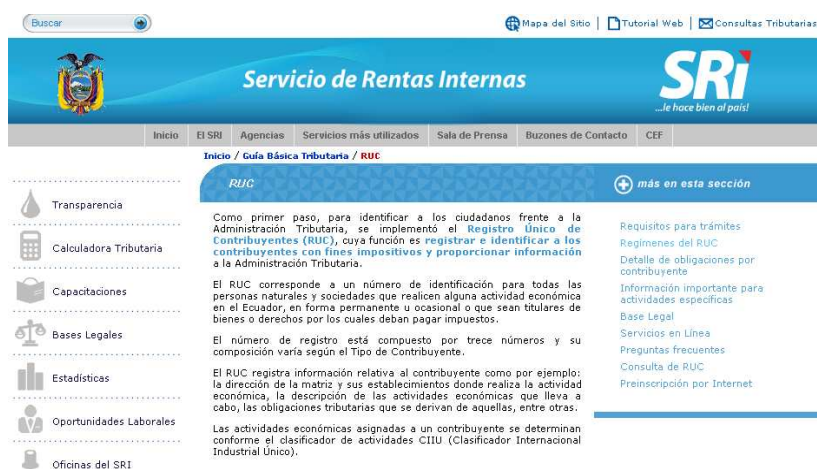 Buscar
Mapa del Sitio | Tutorial Web | Consultas Tributarias
Servicio de Rentas Internas
SRi
...le hace bien al país!
Inicio El SRI Agencias Servicios más utilizados Sala de Prensa Buzones de Contacto CEF
Inicio / Guía Básica Tributaria / RUC
Transparencia
Calculadora Tributaria
Capacitaciones
Bases Legales
Estadísticas
Oportunidades Laborales
Oficinas del SRI
RUC
Como primer paso, para identificar a los ciudadanos frente a la
Administración Tributaria, se implementó el Registro Único de
Contribuyentes (RUC), cuya función es registrar e identificar a los
contribuyentes con fines impositivos y proporcionar información
a la Administración Tributaria.
El RUC corresponde a un número de identificación para todas las
personas naturales y sociedades que realicen alguna actividad económica
en el Ecuador, en forma permanente u ocasional o que sean titulares de
bienes o derechos por los cuales deban pagar impuestos.
El número de registro está compuesto por trece números y su
composición varía según el Tipo de Contribuyente.
El RUC registra información relativa al contribuyente como por ejemplo:
la dirección de la matriz y sus establecimientos donde realiza la actividad
económica, la descripción de las actividades económicas que lleva a
cabo, las obligaciones tributarias que se derivan de aquellas, entre otras.
Las actividades económicas asignadas a un contribuyente se determinan
conforme el clasificador de actividades CIIU (Clasificador Internacional
Industrial Único).
más en esta sección
Requisitos para trámites
Regímenes del RUC
Detalle de obligaciones por
contribuyente
Información importante para
actividades específicas
Base Legal
Servicios en Línea
Preguntas frecuentes
Consulta de RUC
Preinscripción por Internet